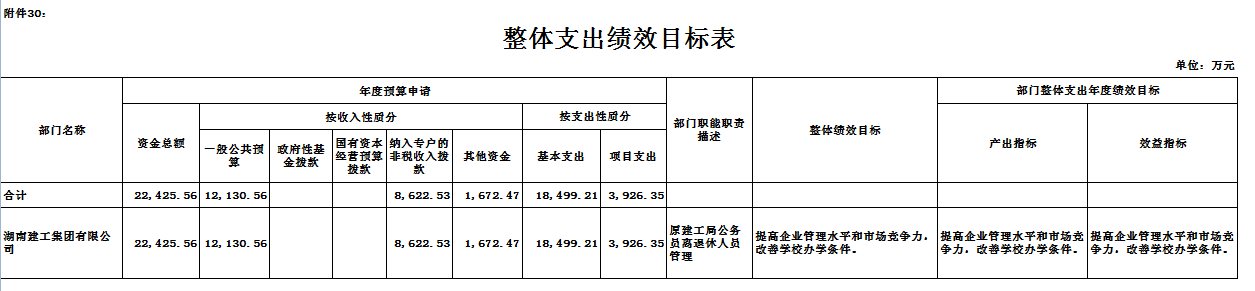 附件30：
整体支出绩效目标表
单位：万元
部门名称
年度预算申请
部门职能职责
描述
整体绩效目标
部门整体支出年度绩效目标
资金总额
按收入性质分
按支出性质分
产出指标
效益指标
一般公共预
算
政府性基
金拨款
国有资本
经营预算
拨款
纳入专户的
非税收入拨
款
其他资金
基本支出
项目支出
合计
22,425.56
12,130.56
8,622.53
1,672.47
18,499.21
3,926.35
湖南建工集团有限公
司
22,425.56
12,130.56
8,622.53
1,672.47
18,499.21
3,926.35
原建工局公务
员离退休人员
管理
提高企业管理水平和市场竞争力，
改善学校办学条件。
提高企业管理水平和市场竞
争力，改善学校办学条件。
提高企业管理水平和市场竞
争力，改善学校办学条件。